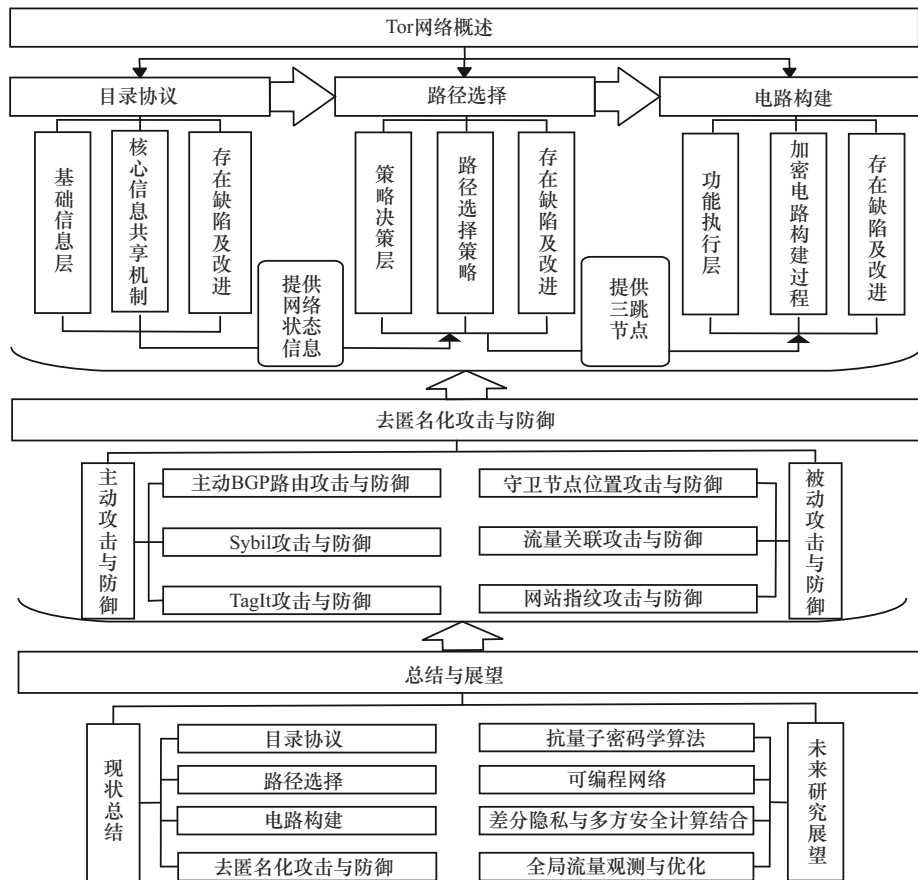 Tor网络概述
目录协议
路径选择
电路构建
基础信息层
核心信息共享机制
存在缺陷及改进
策略决策层
路径选择策略
存在缺陷及改进
功能执行层
加密电路构建过程
存在缺陷及改进
提供
网络
状态
信息
提供
三跳
节点
去匿名化攻击与防御
主动攻击与防御
主动BGP路由攻击与防御
Sybil攻击与防御
TagIt攻击与防御
守卫节点位置攻击与防御
流量关联攻击与防御
网站指纹攻击与防御
被动攻击与防御
总结与展望
现状总结
目录协议
路径选择
电路构建
去匿名化攻击与防御
抗量子密码学算法
可编程网络
差分隐私与多方安全计算结合
全局流量观测与优化
未来研究展望